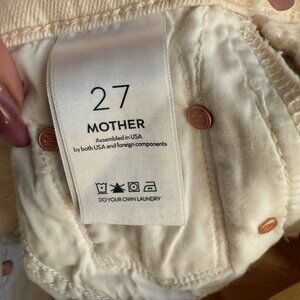 27
MOTHER
Assembled in USA
by both USA and foreign components
DO YOUR OWN LAUNDRY